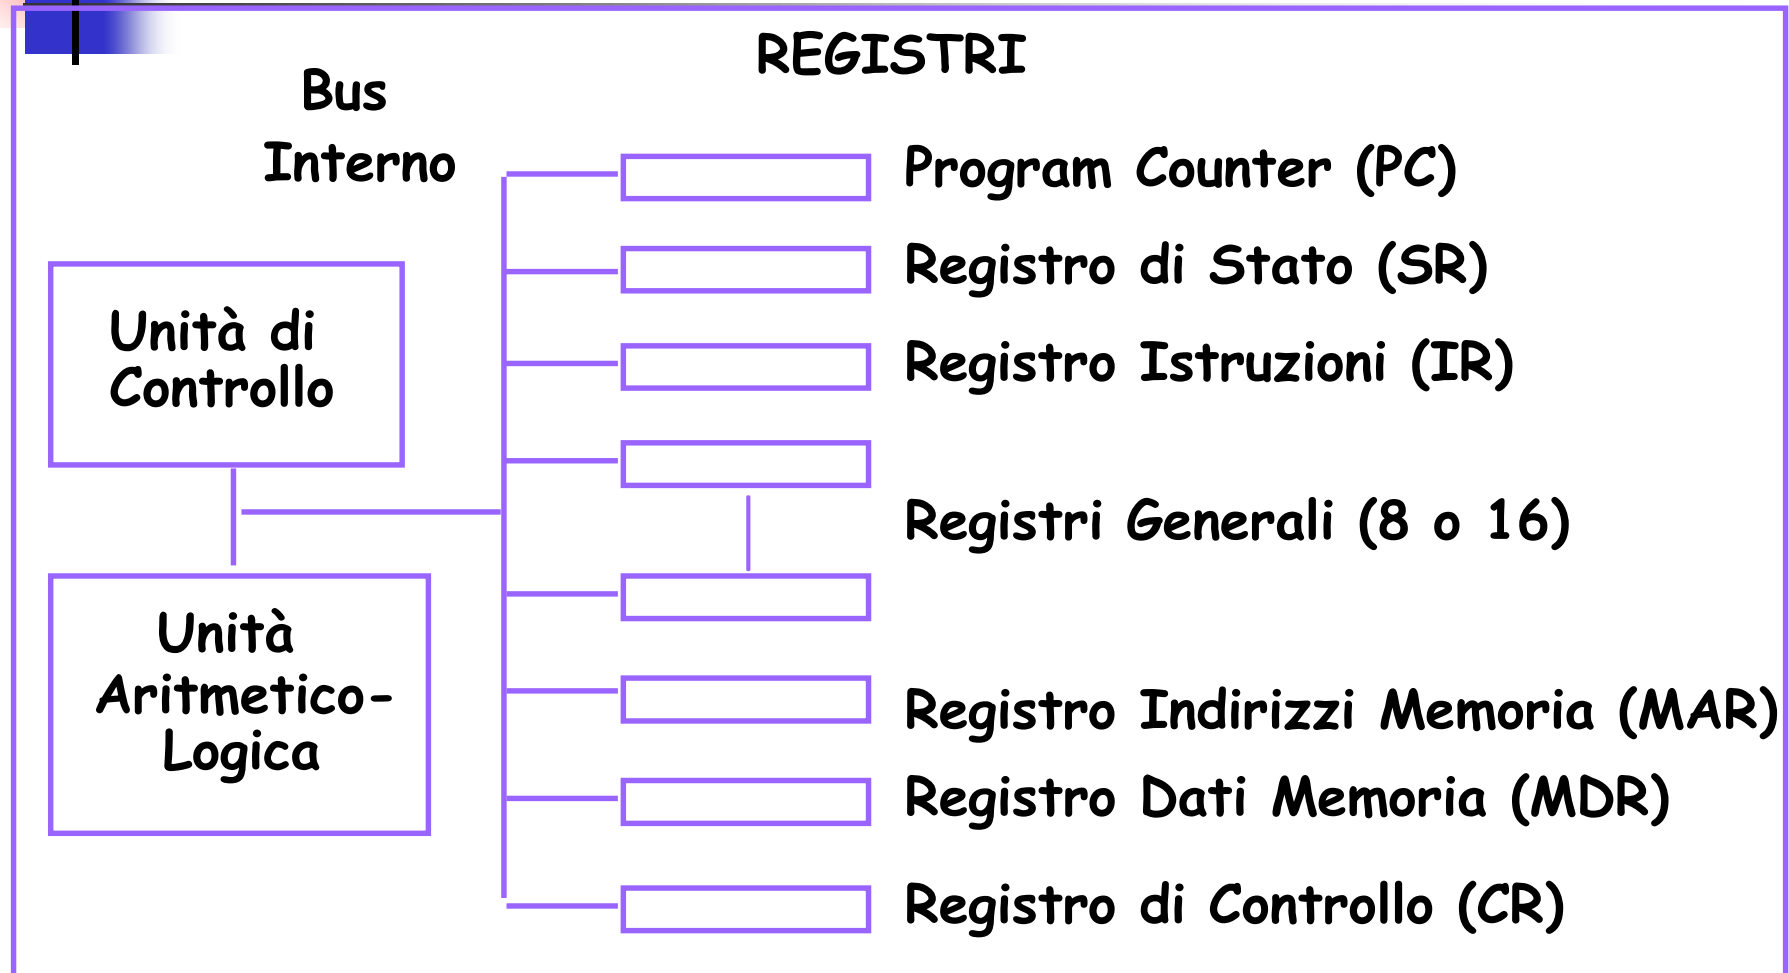 REGISTRI
Bus
Interno
Program Counter (PC)
Registro di Stato (SR)
Unità di
Controllo
Registro Istruzioni (IR)
Registri Generali (8 o 16)
Unità
Aritmetico-
Logica
Registro Indirizzi Memoria (MAR)
Registro Dati Memoria (MDR)
Registro di Controllo (CR)